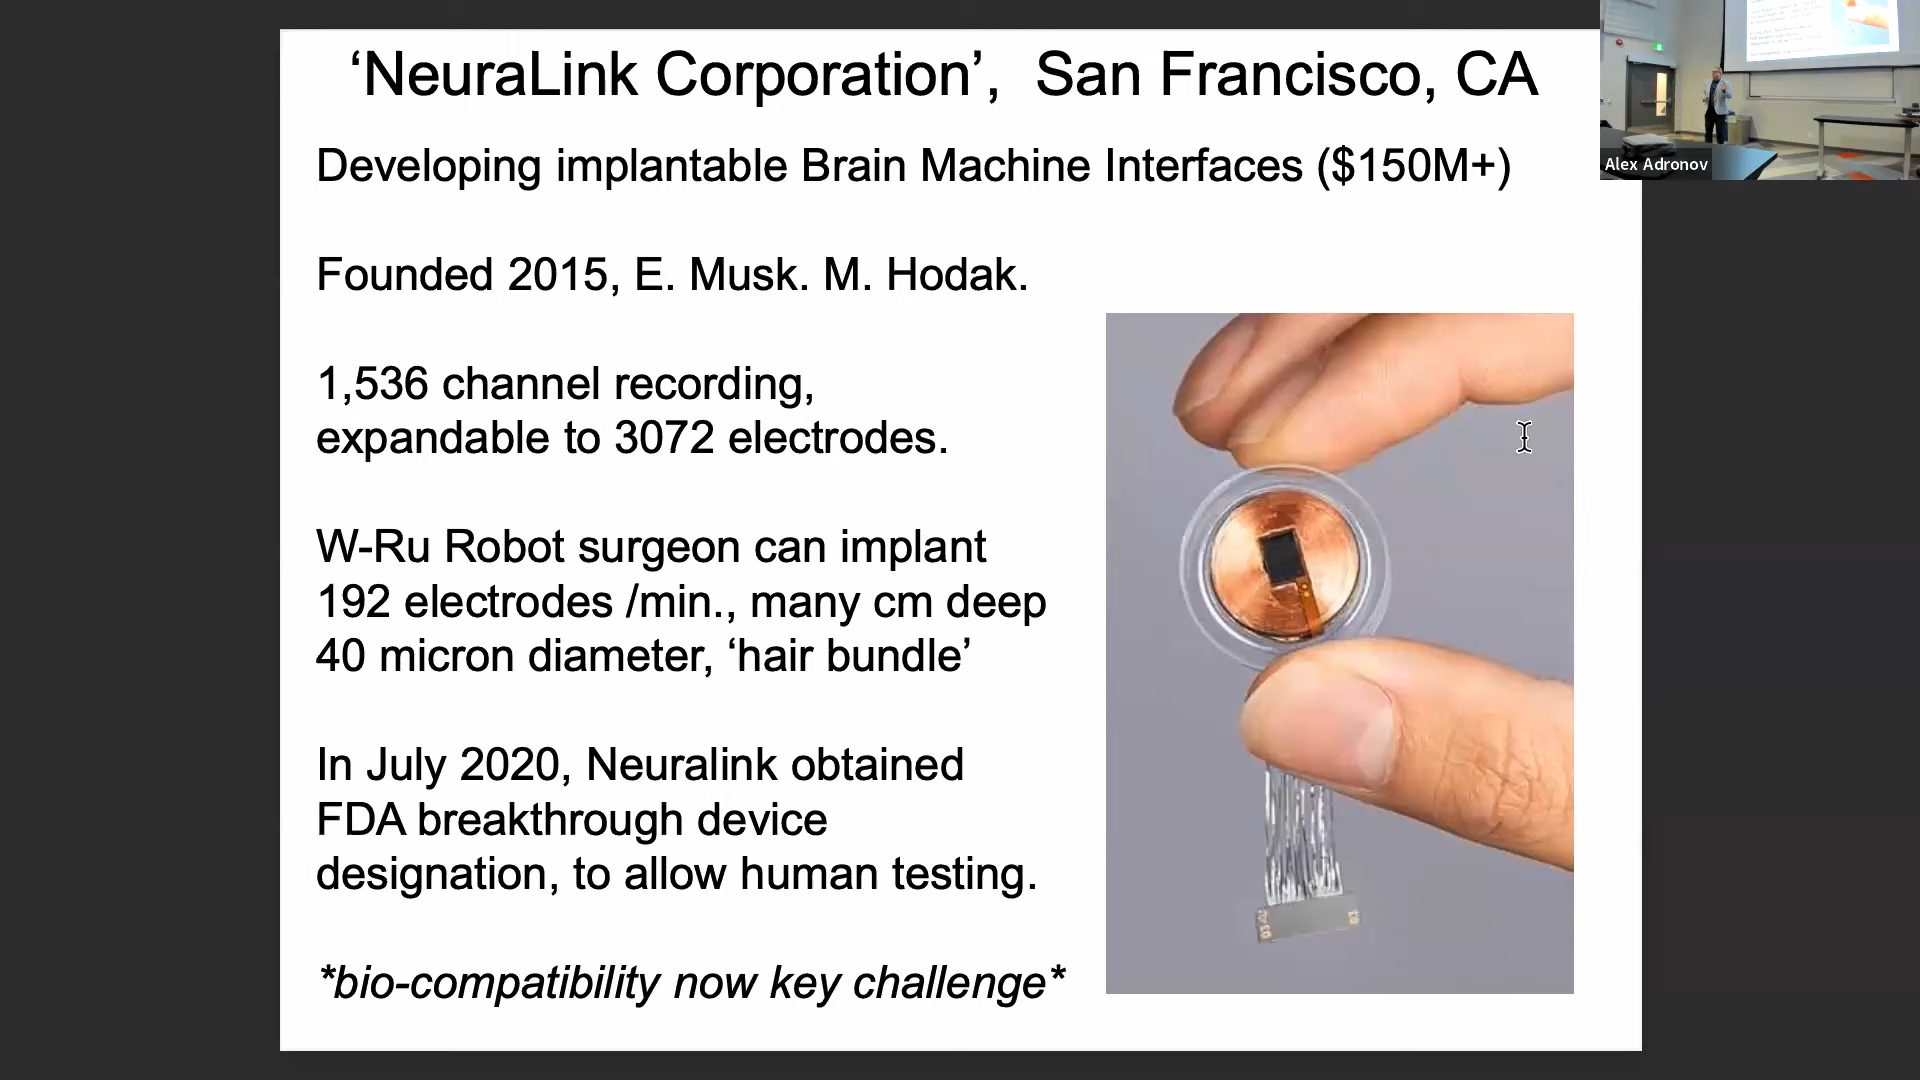 ‘NeuraLink Corporation’, San Francisco, CA
Developing implantable Brain Machine Interfaces ($150M+)
Founded 2015, E. Musk. M. Hodak.
1,536 channel recording,
expandable to 3072 electrodes.
W-Ru Robot surgeon can implant
192 electrodes /min., many cm deep
40 micron diameter, ‘hair bundle’
In July 2020, Neuralink obtained
FDA breakthrough device
designation, to allow human testing.
*bio-compatibility now key challenge*
Alex Adronov